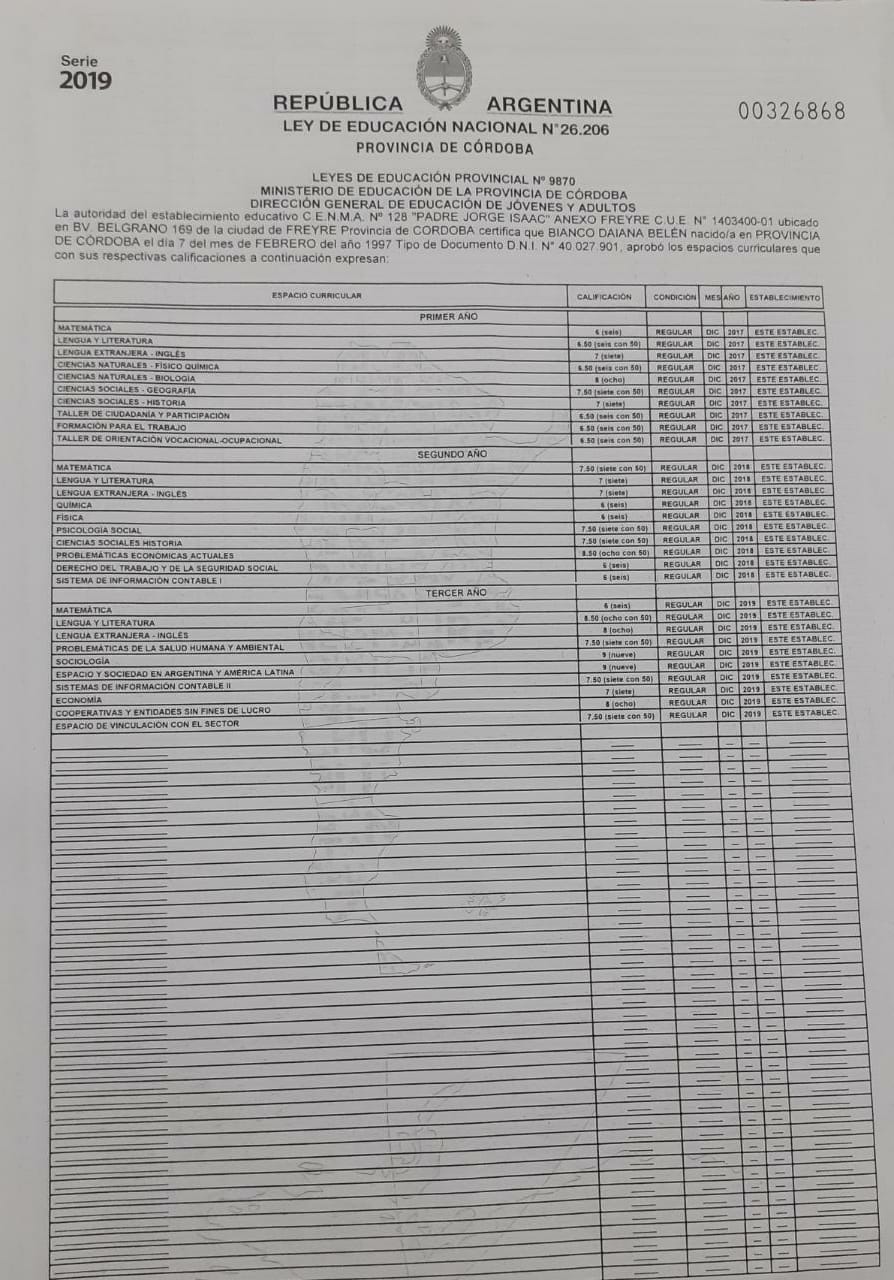 Serie
2019
REPÚBLICA ARGENTINA
00326868
LEY DE EDUCACIÓN NACIONAL N°26.206
PROVINCIA DE CÓRDOBA
LEYES DE EDUCACIÓN PROVINCIAL Nº 9870
MINISTERIO DE EDUCACIÓN DE LA PROVINCIA DE CÓRDOBA
DIRECCIÓN GENERAL DE EDUCACIÓN DE JÓVENES Y ADULTOS
La autoridad del establecimiento educativo C.E.N.M.A. Nº 128 "PADRE JORGE ISAAC" ANEXO FREYRE C.U.E. N° 1403400-01 ubicado
en BV. BELGRANO 169 de la ciudad de FREYRE Provincia de CORDOBA certifica que BIANCO DAIANA BELÉN nacido/a en PROVINCIA
DE CÓRDOBA el día 7 del mes de FEBRERO del año 1997 Tipo de Documento D.N.I. N° 40.027.901, aprobó los espacios curriculares que
con sus respectivas calificaciones a continuación expresan:
ESPACIO CURRICULAR CALIFICACIÓN CONDICIÓN MES AÑO ESTABLECIMIENTO
PRIMER AÑO
MATEMÁTICA 6 (seis) REGULAR DIC 2017 ESTE ESTABLEC.
LENGUA Y LITERATURA 6.50 (seis con 50) REGULAR DIC 2017 ESTE ESTABLEC.
LENGUA EXTRANJERA - INGLÉS 7 (siete) REGULAR DIC 2017 ESTE ESTABLEC.
CIENCIAS NATURALES - FÍSICO QUÍMICA 6.50 (seis con 50) REGULAR DIC 2017 ESTE ESTABLEC.
CIENCIAS NATURALES - BIOLOGÍA 8 (ocho) REGULAR DIC 2017 ESTE ESTABLEC.
CIENCIAS SOCIALES - GEOGRAFÍA 7.50 (siete con 50) REGULAR DIC 2017 ESTE ESTABLEC.
CIENCIAS SOCIALES - HISTORIA 7 (siete) REGULAR DIC 2017 ESTE ESTABLEC.
TALLER DE CIUDADANÍA Y PARTICIPACIÓN 6.50 (seis con 50) REGULAR DIC 2017 ESTE ESTABLEC.
FORMACIÓN PARA EL TRABAJO 6.50 (seis con 50) REGULAR DIC 2017 ESTE ESTABLEC.
TALLER DE ORIENTACIÓN VOCACIONAL-OCUPACIONAL 6.50 (seis con 50) REGULAR DIC 2017 ESTE ESTABLEC.
SEGUNDO AÑO
MATEMÁTICA 7.50 (siete con 50) REGULAR DIC 2018 ESTE ESTABLEC.
LENGUA Y LITERATURA 7 (siete) REGULAR DIC 2018 ESTE ESTABLEC.
LENGUA EXTRANJERA - INGLÉS 7 (siete) REGULAR DIC 2018 ESTE ESTABLEC.
QUÍMICA 6 (seis) REGULAR DIC 2018 ESTE ESTABLEC.
FÍSICA 6 (seis) REGULAR DIC 2018 ESTE ESTABLEC.
PSICOLOGÍA SOCIAL 7.50 (siete con 50) REGULAR DIC 2018 ESTE ESTABLEC.
CIENCIAS SOCIALES HISTORIA 7.50 (siete con 50) REGULAR DIC 2018 ESTE ESTABLEC.
PROBLEMÁTICAS ECONÓMICAS ACTUALES 8.50 (ocho con 50) REGULAR DIC 2018 ESTE ESTABLEC.
DERECHO DEL TRABAJO Y DE LA SEGURIDAD SOCIAL 6 (seis) REGULAR DIC 2018 ESTE ESTABLEC.
SISTEMA DE INFORMACIÓN CONTABLE I 6 (seis) REGULAR DIC 2018 ESTE ESTABLEC.
TERCER AÑO
MATEMÁTICA 6 (seis) REGULAR DIC 2019 ESTE ESTABLEC.
LENGUA Y LITERATURA 8.50 (ocho con 50) REGULAR DIC 2019 ESTE ESTABLEC.
LENGUA EXTRANJERA - INGLÉS 8 (ocho) REGULAR DIC 2019 ESTE ESTABLEC.
PROBLEMÁTICAS DE LA SALUD HUMANA Y AMBIENTAL 7.50 (siete con 50) REGULAR DIC 2019 ESTE ESTABLEC.
SOCIOLOGÍA 9 (nueve) REGULAR DIC 2019 ESTE ESTABLEC.
ESPACIO Y SOCIEDAD EN ARGENTINA Y AMÉRICA LATINA 9 (nueve) REGULAR DIC 2019 ESTE ESTABLEC.
SISTEMAS DE INFORMACIÓN CONTABLE II 7.50 (siete con 50) REGULAR DIC 2019 ESTE ESTABLEC.
ECONOMÍA 7 (siete) REGULAR DIC 2019 ESTE ESTABLEC.
COOPERATIVAS Y ENTIDADES SIN FINES DE LUCRO 8 (ocho) REGULAR DIC 2019 ESTE ESTABLEC.
ESPACIO DE VINCULACIÓN CON EL SECTOR 7.50 (siete con 50) REGULAR DIC 2019 ESTE ESTABLEC.